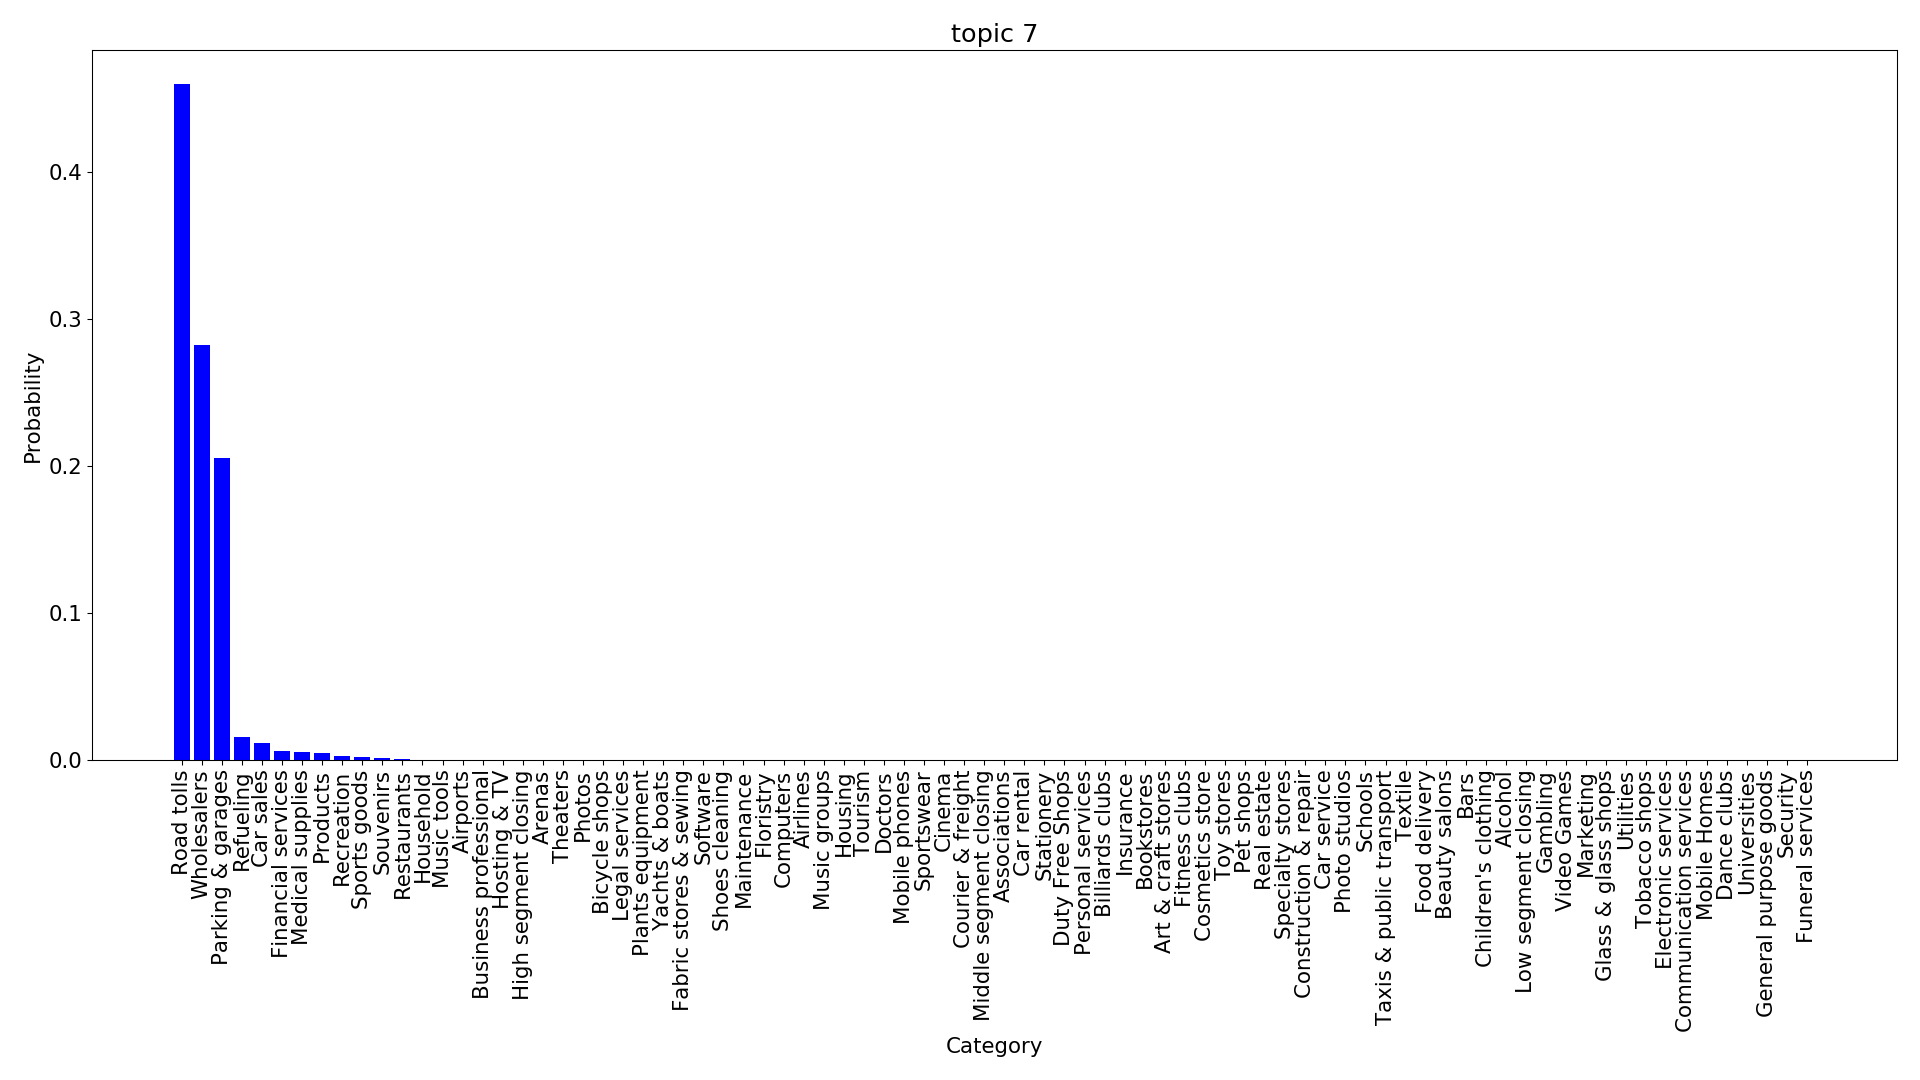 topic 7
Probability
0.4
0.3
0.2
0.1
0.0
Road tolls
Wholesalers
Parking & garages
Refueling
Car sales
Financial services
Medical supplies
Products
Recreation
Sports goods
Souvenirs
Restaurants
Household
Music tools
Airports
Business professional
Hosting & TV
High segment closing
Arenas
Theaters
Photos
Bicycle shops
Legal services
Plants equipment
Yachts & boats
Fabric stores & sewing
Software
Shoes cleaning
Maintenance
Floristry
Computers
Airlines
Music groups
Housing
Tourism
Doctors
Mobile phones
Sportswear
Cinema
Courier & freight
Middle segment closing
Associations
Car rental
Stationery
Duty Free Shops
Personal services
Billiards clubs
Insurance
Bookstores
Art & craft stores
Fitness clubs
Cosmetics store
Toy stores
Pet shops
Real estate
Specialty stores
Construction & repair
Car service
Photo studios
Schools
Taxis & public transport
Textile
Food delivery
Beauty salons
Bars
Children's clothing
Alcohol
Low segment closing
Gambling
Video Games
Marketing
Glass & glass shops
Utilities
Tobacco shops
Electronic services
Communication services
Mobile Homes
Dance clubs
Universities
General purpose goods
Security
Funeral services
Category